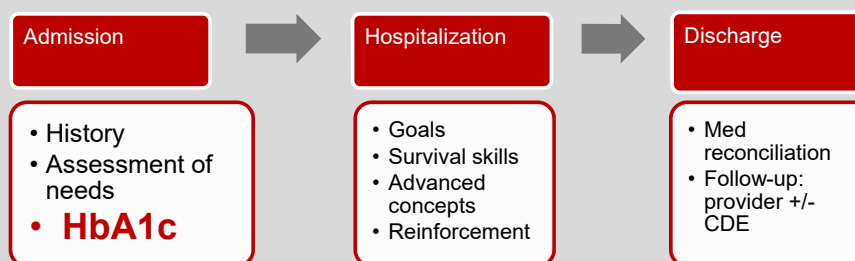 Admission
• History
• Assessment of
needs
• HbA1c
Hospitalization
• Goals
• Survival skills
• Advanced
concepts
• Reinforcement
Discharge
• Med
reconciliation
• Follow-up:
provider +/-
CDE